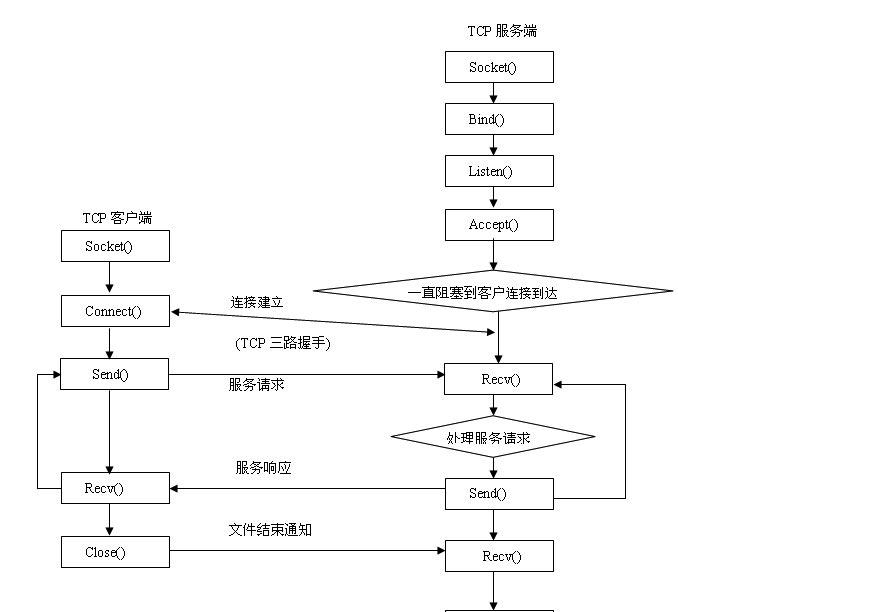 TCP 服务端
Socket()
Bind()
Listen()
Accept()
TCP 客户端
Socket()
一直阻塞到客户连接到达
连接建立
Connect()
(TCP 三路握手)
Send()
服务请求
Recv()
处理服务请求
服务响应
Recv()
Send()
文件结束通知
Close()
Recv()